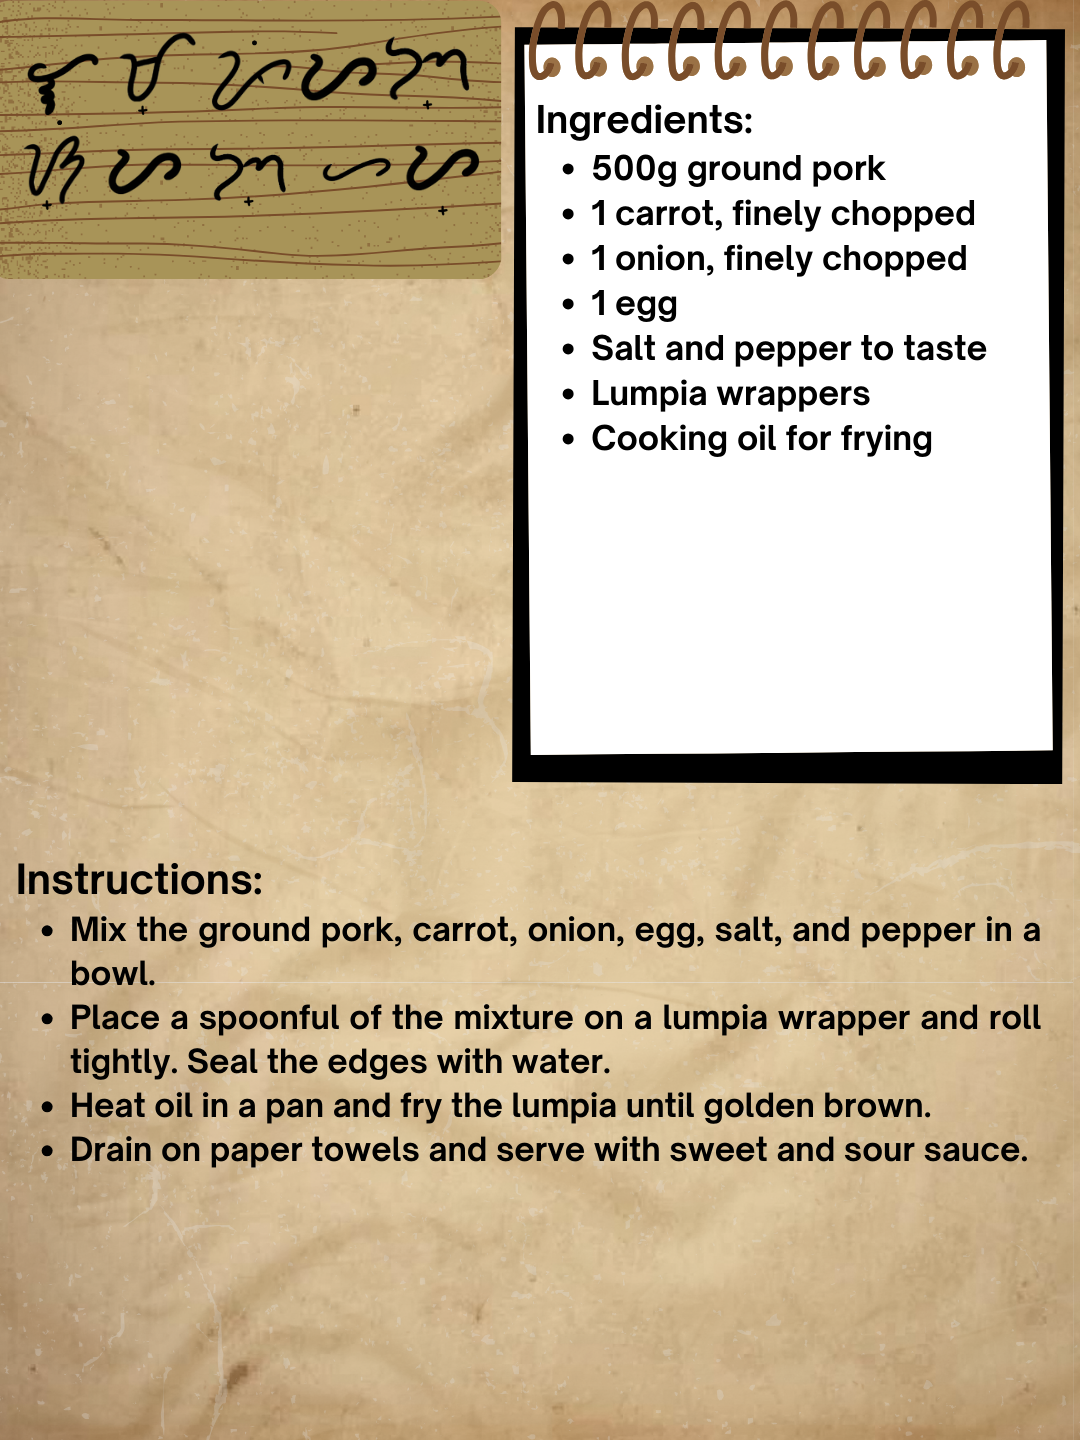 ᜎᜓᜋ᜔ᜉᜒᜌᜅ᜔
ᜐ᜔ᜌᜅ᜔ᜑᜌ᜔
Ingredients:
• 500g ground pork
• 1 carrot, finely chopped
• 1 onion, finely chopped
• 1 egg
• Salt and pepper to taste
• Lumpia wrappers
• Cooking oil for frying
Instructions:
• Mix the ground pork, carrot, onion, egg, salt, and pepper in a
bowl.
• Place a spoonful of the mixture on a lumpia wrapper and roll
tightly. Seal the edges with water.
• Heat oil in a pan and fry the lumpia until golden brown.
• Drain on paper towels and serve with sweet and sour sauce.